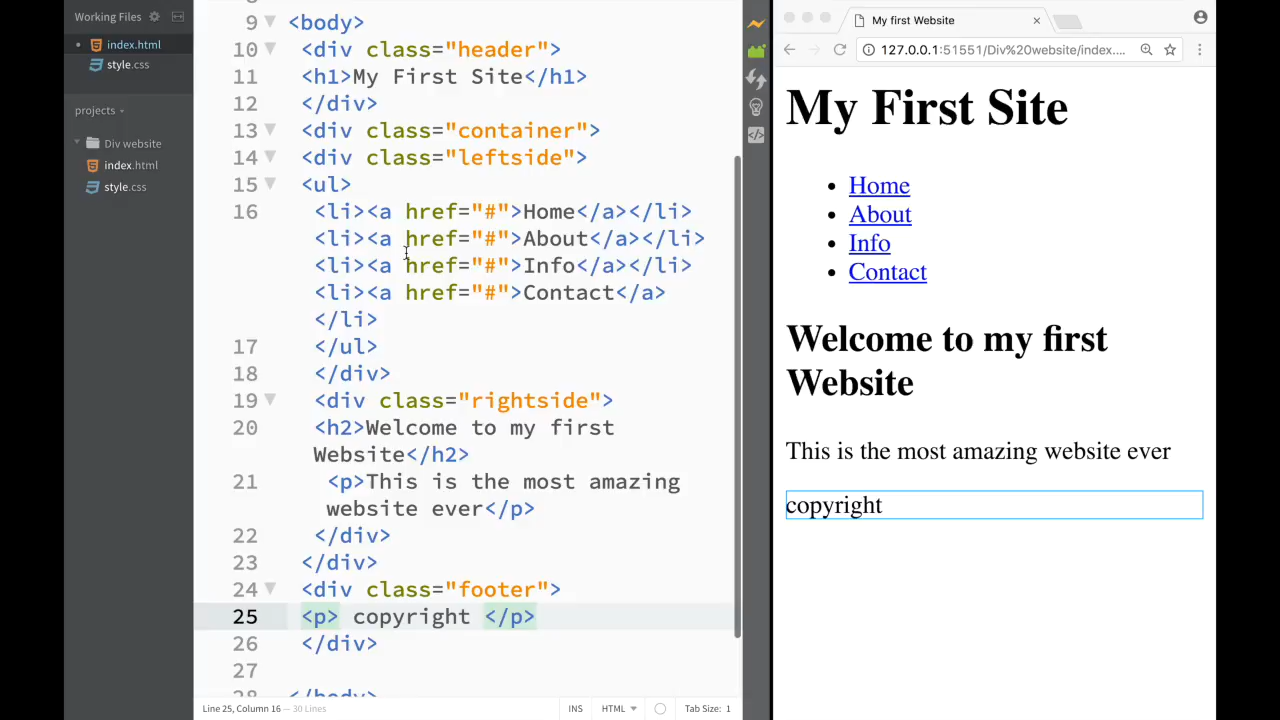 Working Files
index.html
style.css
projects
Div website
index.html
style.css
9 <body>
10 <div class="header">
11 <h1>My First Site</h1>
12 </div>
13 <div class="container">
14 <div class="leftside">
15 <ul>
16 <li><a href="#">Home</a></li>
<li><a href="#">About</a></li>
<li><a href="#">Info</a></li>
<li><a href="#">Contact</a>
</li>
17 </ul>
18 </div>
19 <div class="rightside">
20 <h2>Welcome to my first
Website</h2>
21 <p>This is the most amazing
website ever</p>
22 </div>
23 </div>
24 <div class="footer">
25 <p> copyright </p>
26 </div>
27
28 </body>
Line 25, Column 16 — 30 Lines
INS
HTML
Tab Size: 1
My first Website
127.0.0.1:51551/Div%20website/index....
My First Site
Home
About
Info
Contact
Welcome to my first
Website
This is the most amazing website ever
copyright